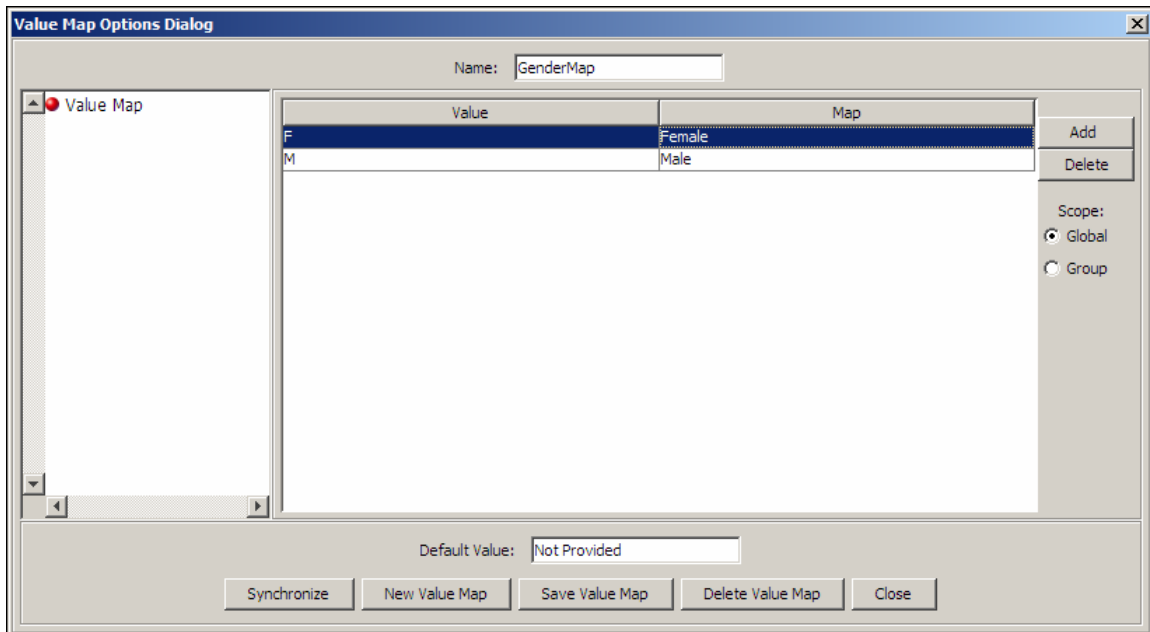 Value Map Options Dialog
Name: GenderMap
Value Map
Value Map
F Female
M Male
Add
Delete
Scope:
Global
Group
Default Value: Not Provided
Synchronize New Value Map Save Value Map Delete Value Map Close